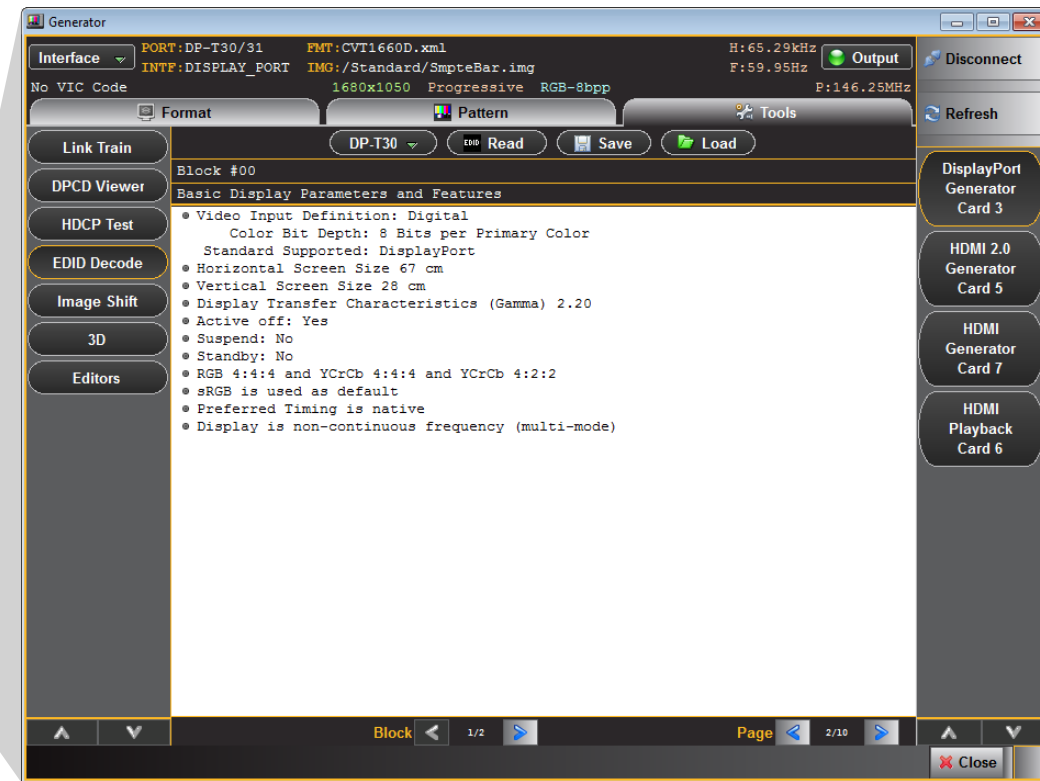 Generator
Interface PORT:DP-T30/31 FMT:CVT1660D.xml H:65.29kHz Output
INTF:DISPLAY_PORT IMG:/Standard/SmpteBar.img F:59.95Hz
No VIC Code 1680x1050 Progressive RGB-8bpp P:146.25MHz
Disconnect
Format Pattern Tools
Refresh
Link Train
DPCD Viewer
HDCP Test
EDID Decode
Image Shift
3D
Editors
DP-T30 EDID Read Save Load
Block #00
Basic Display Parameters and Features
Video Input Definition: Digital
Color Bit Depth: 8 Bits per Primary Color
Standard Supported: DisplayPort
Horizontal Screen Size 67 cm
Vertical Screen Size 28 cm
Display Transfer Characteristics (Gamma) 2.20
Active off: Yes
Suspend: No
Standby: No
RGB 4:4:4 and YCrCb 4:4:4 and YCrCb 4:2:2
sRGB is used as default
Preferred Timing is native
Display is non-continuous frequency (multi-mode)
DisplayPort
Generator
Card 3
HDMI 2.0
Generator
Card 5
HDMI
Generator
Card 7
HDMI
Playback
Card 6
Block 1/2 Page 2/10
Close